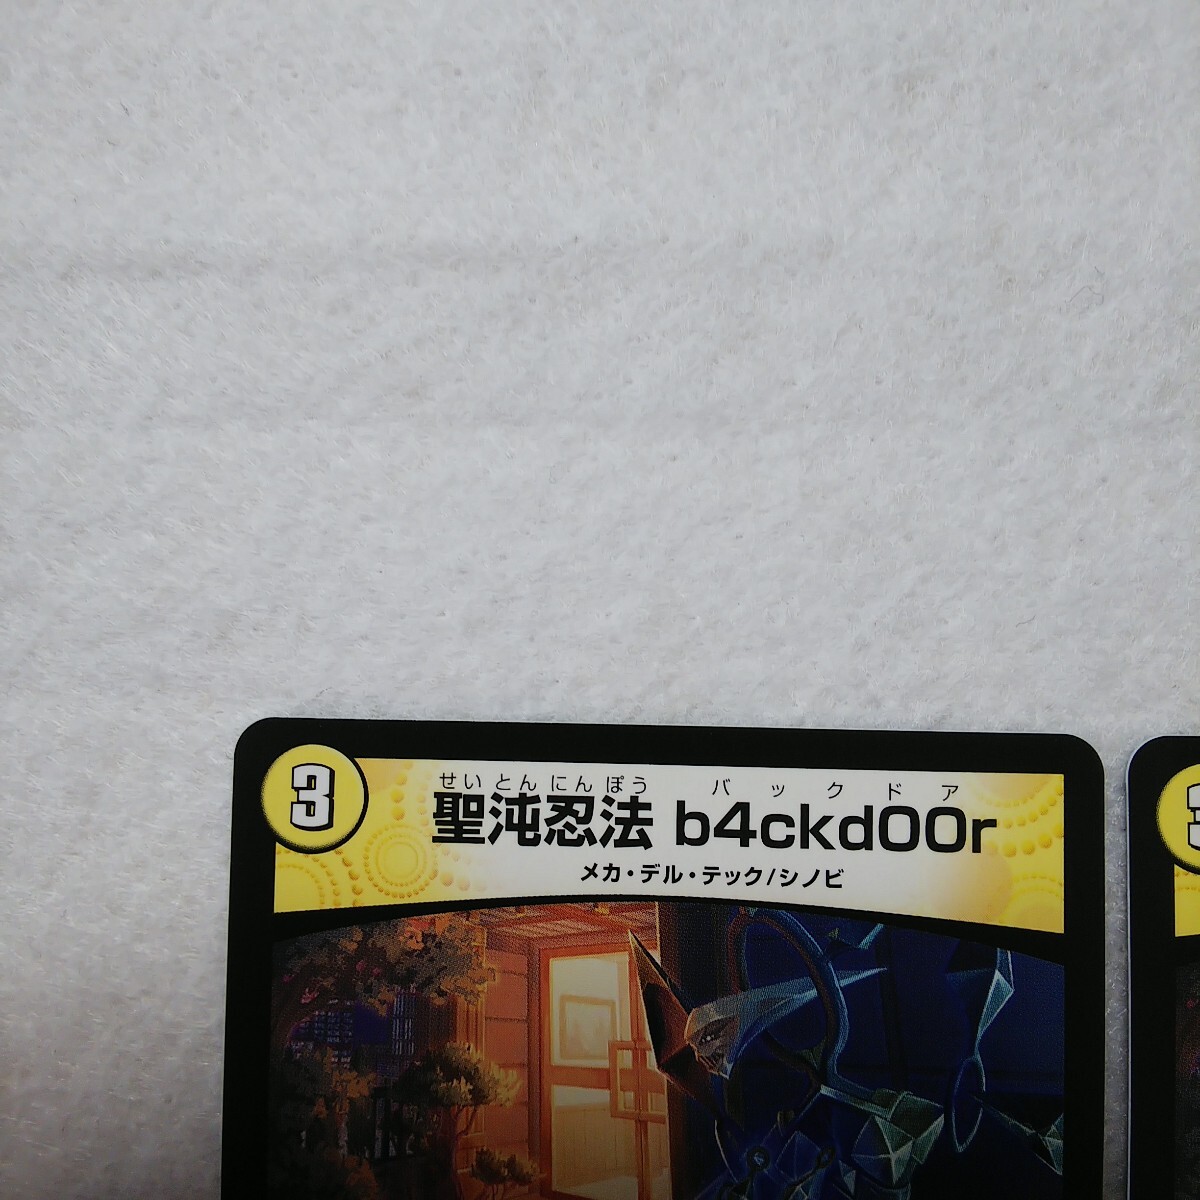 3
せいとんにんぽう バックドア
聖沌忍法 b4ckd00r
メカ・デル・テック/シノビ
3